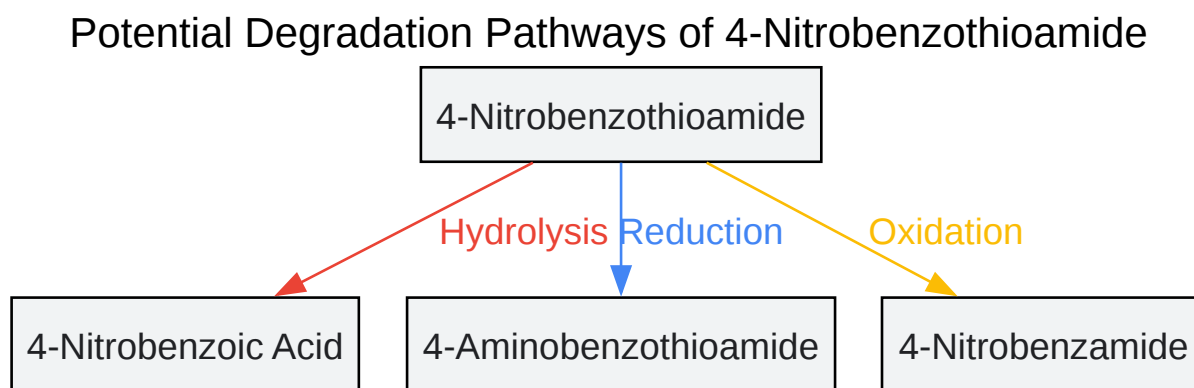 Potential Degradation Pathways of 4-Nitrobenzothioamide
4-Nitrobenzothioamide
Hydrolysis Reduction Oxidation
4-Nitrobenzoic Acid 4-Aminobenzothioamide 4-Nitrobenzamide